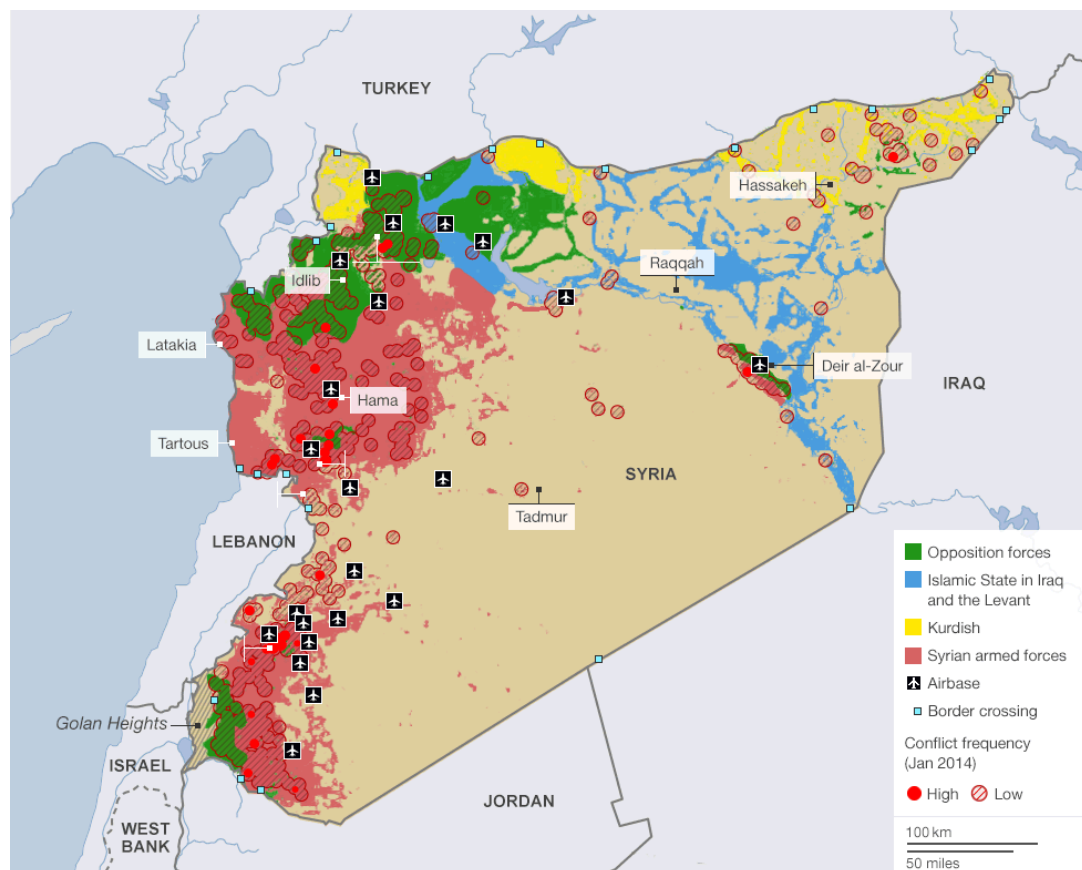 TURKEY
Hassakeh
Raqqah
Idlib
Latakia
Deir al-Zour
IRAQ
Hama
Tartous
SYRIA
Tadmur
LEBANON
Golan Heights
ISRAEL
JORDAN
WEST
BANK
Opposition forces
Islamic State in Iraq
and the Levant
Kurdish
Syrian armed forces
Airbase
Border crossing
Conflict frequency
(Jan 2014)
High
Low
100 km
50 miles